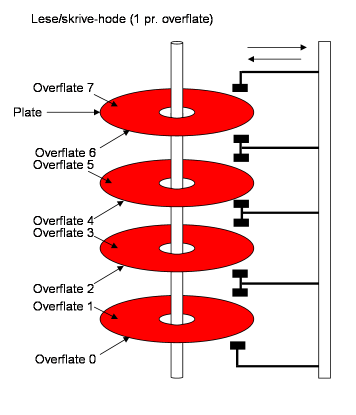 Lese/skrive-hode (1 pr. overflate)
Overflate 7
Plate
Overflate 6
Overflate 5
Overflate 4
Overflate 3
Overflate 2
Overflate 1
Overflate 0